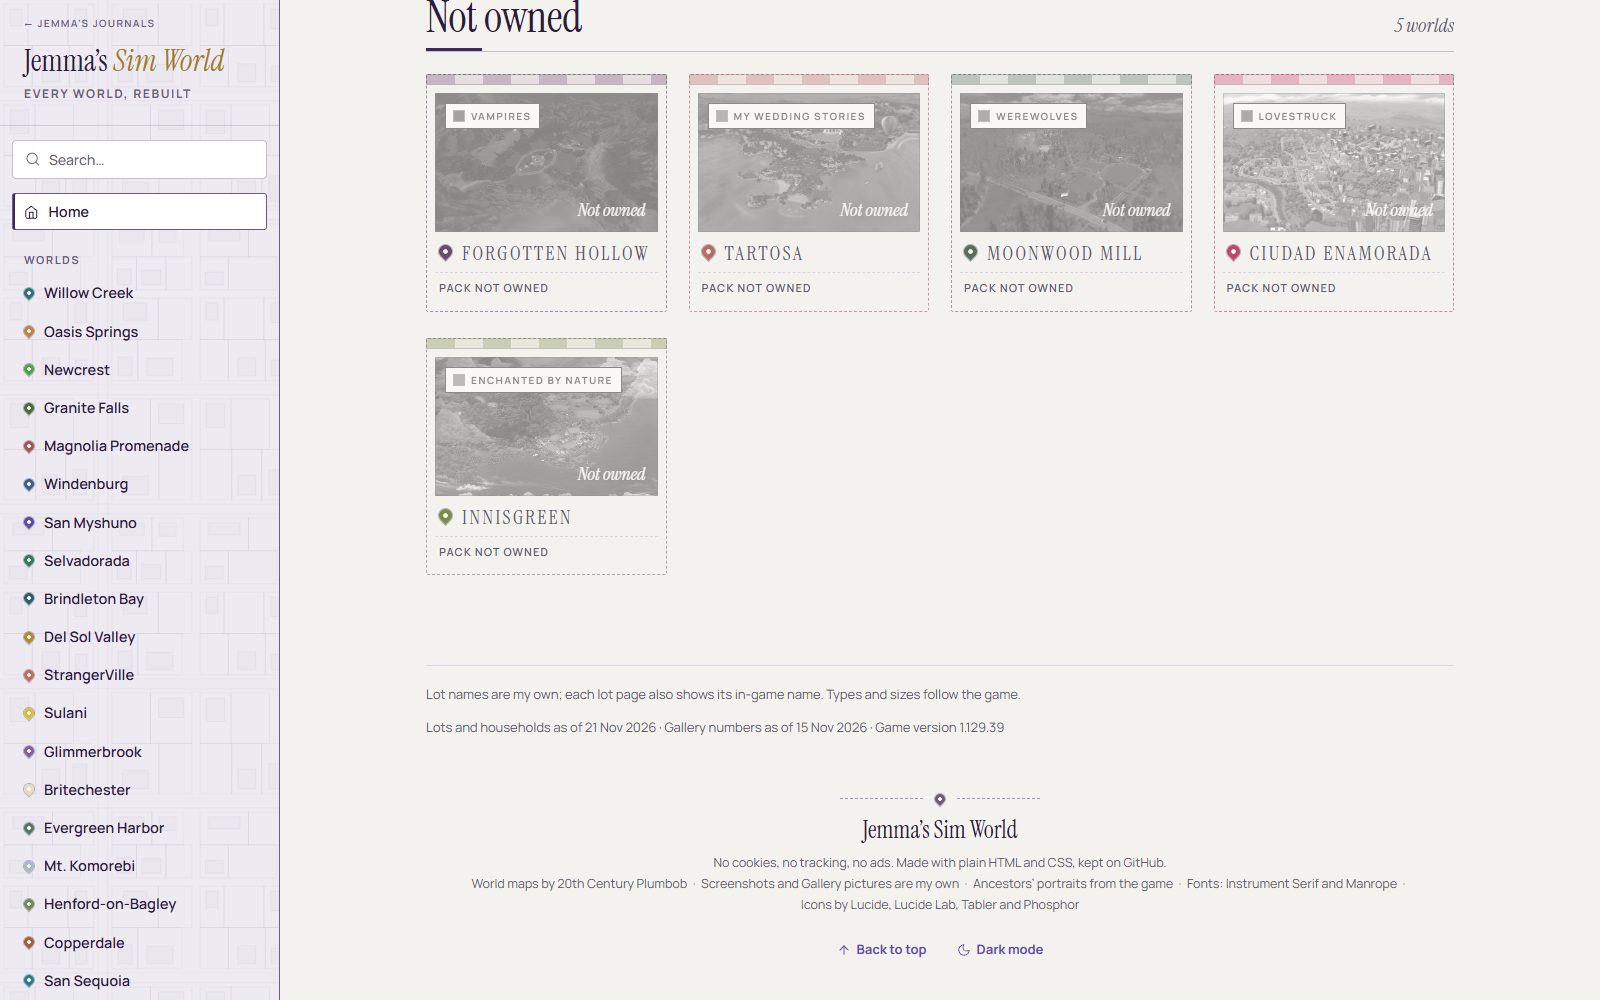 ← JEMMA'S JOURNALS
Jemma's Sim World
EVERY WORLD, REBUILT
Search...
Home
WORLDS
Willow Creek
Oasis Springs
Newcrest
Granite Falls
Magnolia Promenade
Windenburg
San Myshuno
Selvadorada
Brindleton Bay
Del Sol Valley
StrangerVille
Sulani
Glimmerbrook
Britechester
Evergreen Harbor
Mt. Komorebi
Henford-on-Bagley
Copperdale
San Sequoia
Not owned
5 worlds
VAMPIRES
Not owned
FORGOTTEN HOLLOW
PACK NOT OWNED
MY WEDDING STORIES
Not owned
TARTOSA
PACK NOT OWNED
WEREWOLVES
Not owned
MOONWOOD MILL
PACK NOT OWNED
LOVESTRUCK
Not owned
CIUDAD ENAMORADA
PACK NOT OWNED
ENCHANTED BY NATURE
Not owned
INNISGREEN
PACK NOT OWNED
Lot names are my own; each lot page also shows its in-game name. Types and sizes follow the game.
Lots and households as of 21 Nov 2026 · Gallery numbers as of 15 Nov 2026 · Game version 1.129.39
Jemma's Sim World
No cookies, no tracking, no ads. Made with plain HTML and CSS, kept on GitHub.
World maps by 20th Century Plumbob · Screenshots and Gallery pictures are my own · Ancestors' portraits from the game · Fonts: Instrument Serif and Manrope ·
Icons by Lucide, Lucide Lab, Tabler and Phosphor
Back to top
Dark mode